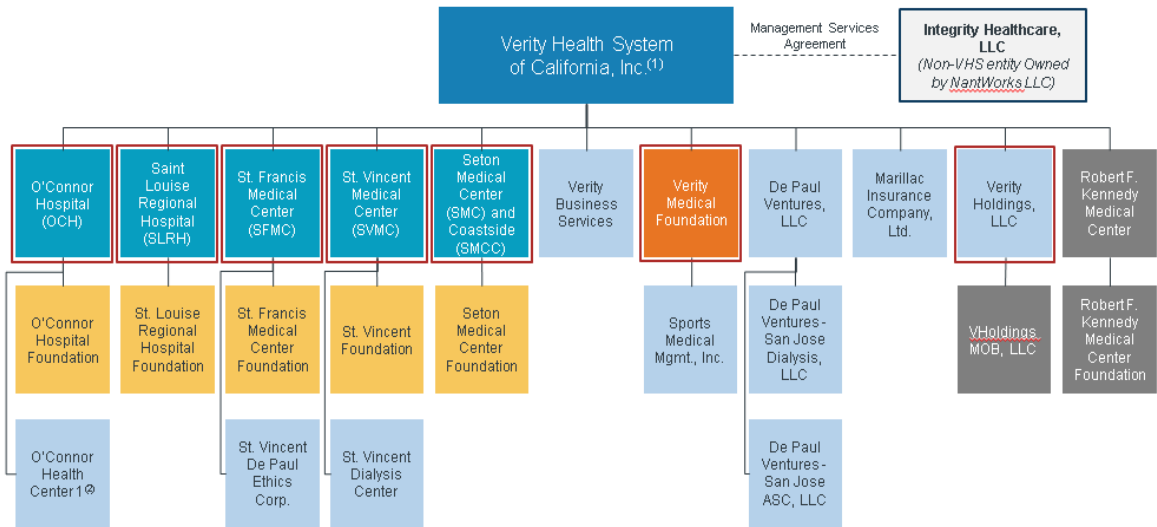 Verity Health System
of California, Inc.(1)
Management Services
Agreement
Integrity Healthcare,
LLC
(Non-VHS entity Owned
by NantWorks LLC)
O'Connor
Hospital
(OCH)
Saint
Louise
Regional
Hospital
(SLRH)
St. Francis
Medical
Center
(SFMC)
St. Vincent
Medical
Center
(SVMC)
Seton
Medical
Center
(SMC) and
Coastside
(SMCC)
Verity
Business
Services
Verity
Medical
Foundation
De Paul
Ventures,
LLC
Marillac
Insurance
Company,
Ltd.
Verity
Holdings,
LLC
Robert F.
Kennedy
Medical
Center
O'Connor
Hospital
Foundation
St. Louise
Regional
Hospital
Foundation
St. Francis
Medical
Center
Foundation
St. Vincent
Foundation
Seton
Medical
Center
Foundation
Sports
Medical
Mgmt., Inc.
De Paul
Ventures -
San Jose
Dialysis,
LLC
VHoldings
MOB, LLC
Robert F.
Kennedy
Medical
Center
Foundation
O'Connor
Health
Center 1(2)
St. Vincent
De Paul
Ethics
Corp.
St. Vincent
Dialysis
Center
De Paul
Ventures -
San Jose
ASC, LLC